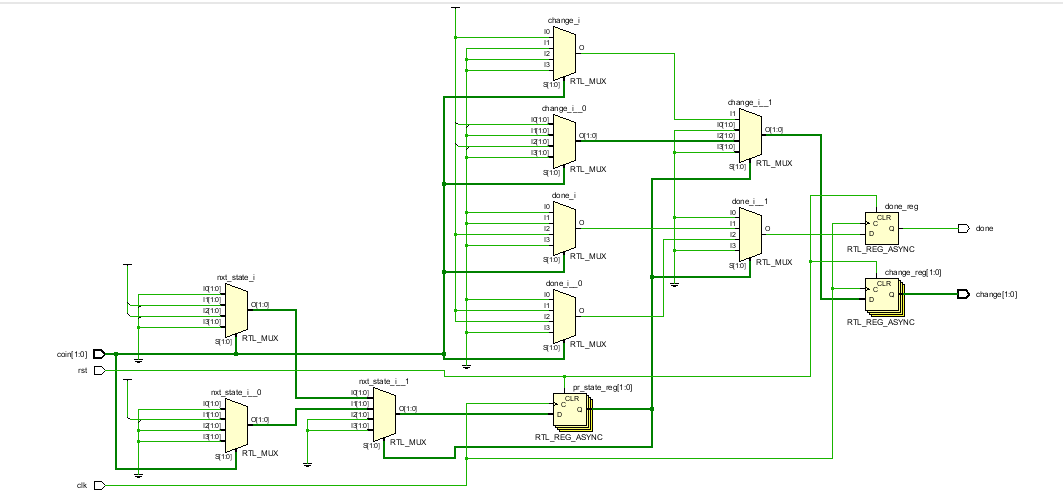 change_i
I0
I1
I2
I3
S[1:0]
O
RTL_MUX
change_i__0
I0[1:0]
I1[1:0]
I2[1:0]
I3[1:0]
S[1:0]
O[1:0]
RTL_MUX
change_i__1
I1
I0[1:0]
I2[1:0]
I3[1:0]
S[1:0]
O[1:0]
RTL_MUX
done_i
I0
I1
I2
I3
S[1:0]
O
RTL_MUX
done_i__1
I0
I1
I2
I3
S[1:0]
O
RTL_MUX
done_reg
CLR
C
D
Q
RTL_REG_ASYNC
done
change_reg[1:0]
CLR
C
D
Q
RTL_REG_ASYNC
change[1:0]
nxt_state_i
I0[1:0]
I1[1:0]
I2[1:0]
I3[1:0]
S[1:0]
O[1:0]
RTL_MUX
done_i__0
I0
I1
I2
I3
S[1:0]
O
RTL_MUX
coin[1:0]
rst
nxt_state_i__0
I0[1:0]
I1[1:0]
I2[1:0]
I3[1:0]
S[1:0]
O[1:0]
RTL_MUX
nxt_state_i__1
I0[1:0]
I1[1:0]
I2[1:0]
I3[1:0]
S[1:0]
O[1:0]
RTL_MUX
pr_state_reg[1:0]
CLR
C
D
Q
RTL_REG_ASYNC
clk